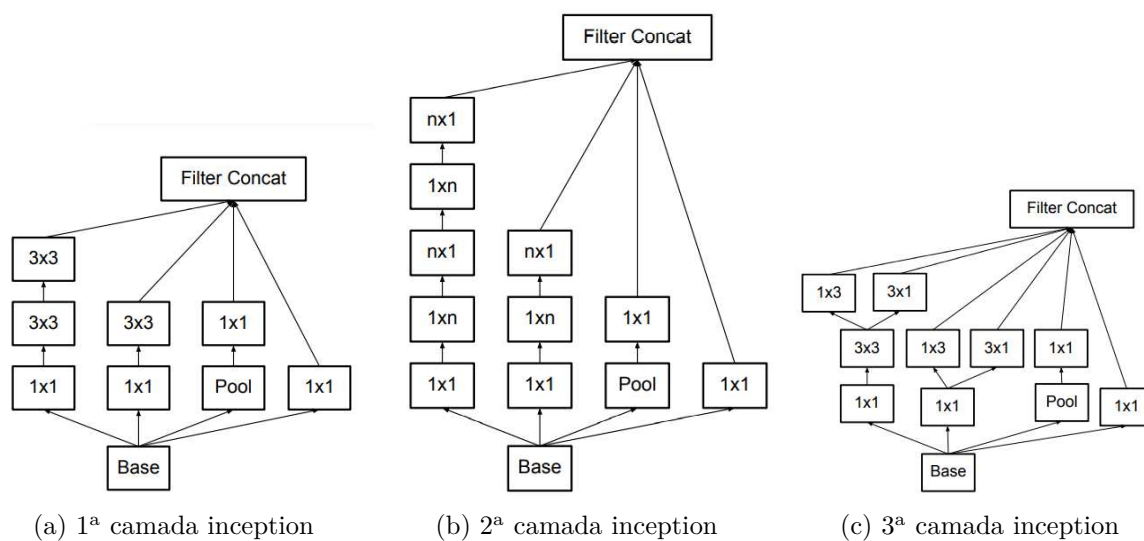 Filter Concat
3x3
3x3
3x3
1x1
1x1
1x1
Pool
1x1
Base
(a) 1ª camada inception
Filter Concat
nx1
1xn
nx1
nx1
1xn
1xn
1x1
1x1
1x1
Pool
1x1
Base
(b) 2ª camada inception
Filter Concat
1x3
3x1
3x3
1x3
3x1
1x1
1x1
1x1
Pool
1x1
Base
(c) 3ª camada inception